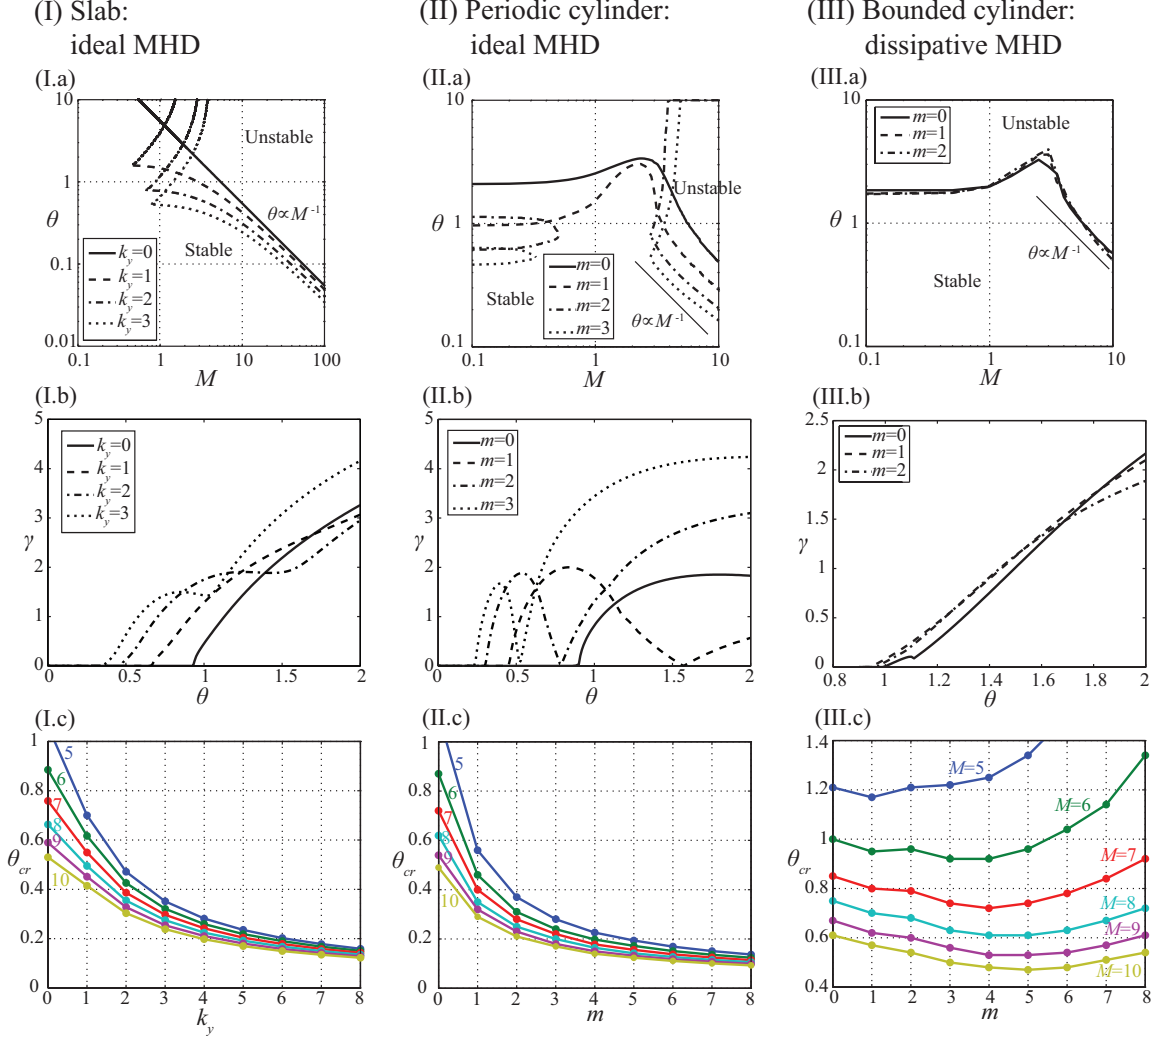 (I) Slab:
ideal MHD
(II) Periodic cylinder:
ideal MHD
(III) Bounded cylinder:
dissipative MHD
(I.a)
10
1
θ
0.1
0.01
Unstable
Stable
θ∝M⁻¹
k_y=0
k_y=1
k_y=2
k_y=3
0.1 1 10 100
M
(II.a)
10
θ 1
0.1
Unstable
Stable
θ∝M⁻¹
m=0
m=1
m=2
m=3
0.1 1 10
M
(III.a)
10
θ 1
0.1
m=0
m=1
m=2
Unstable
Stable
θ∝M⁻¹
0.1 1 10
M
(I.b)
5
4
3
γ
2
1
0
k_y=0
k_y=1
k_y=2
k_y=3
0 0.5 1 1.5 2
θ
(II.b)
5
4
3
γ
2
1
0
m=0
m=1
m=2
m=3
0 0.5 1 1.5 2
θ
(III.b)
2.5
2
1.5
γ
1
0.5
0
m=0
m=1
m=2
0.8 1 1.2 1.4 1.6 1.8 2
θ
(I.c)
1
0.8
0.6
θ_cr
0.4
0.2
0
5
6
7
8
9
10
0 1 2 3 4 5 6 7 8
k_y
(II.c)
1
0.8
0.6
θ_cr
0.4
0.2
0
5
6
7
8
9
10
0 1 2 3 4 5 6 7 8
m
(III.c)
1.4
1.2
1
θ_cr
0.8
0.6
0.4
M=5
M=6
M=7
M=8
M=9
M=10
0 1 2 3 4 5 6 7 8
m